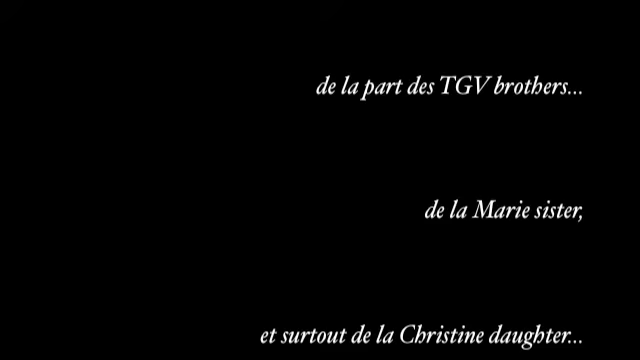 de la part des TGV brothers...
de la Marie sister,
et surtout de la Christine daughter...